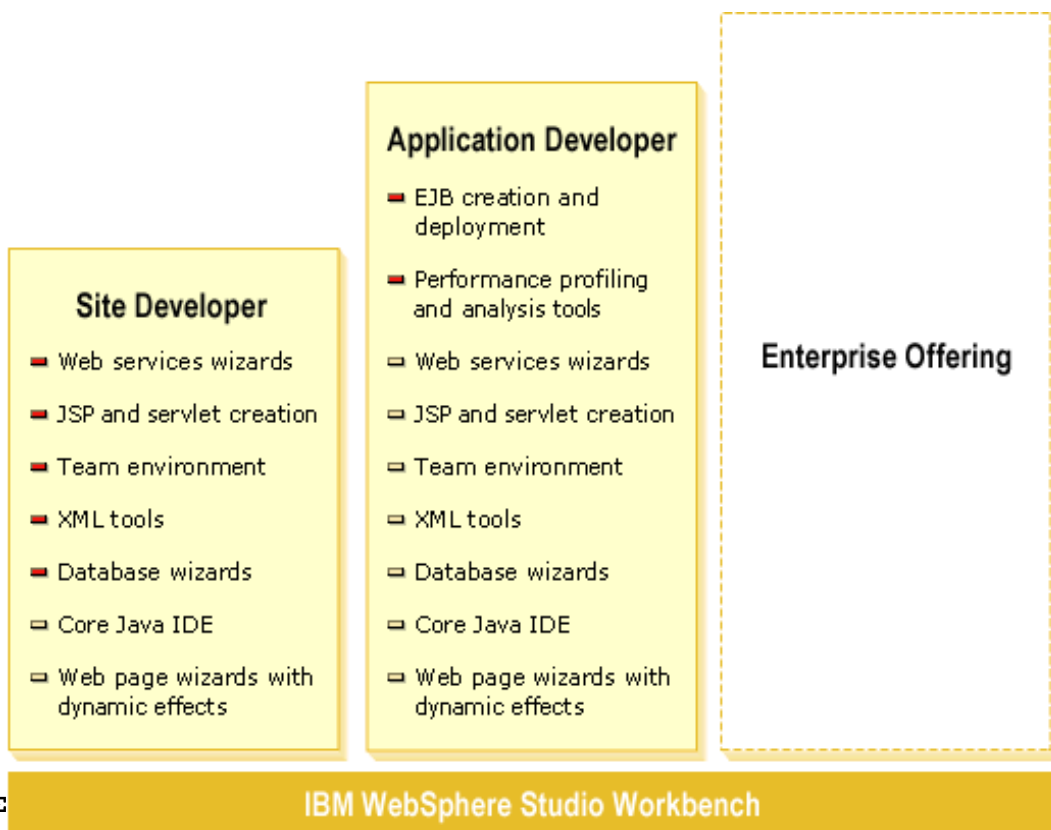 Site Developer
Web services wizards
JSP and servlet creation
Team environment
XML tools
Database wizards
Core Java IDE
Web page wizards with
dynamic effects
Application Developer
EJB creation and
deployment
Performance profiling
and analysis tools
Web services wizards
JSP and servlet creation
Team environment
XML tools
Database wizards
Core Java IDE
Web page wizards with
dynamic effects
Enterprise Offering
IBM WebSphere Studio Workbench